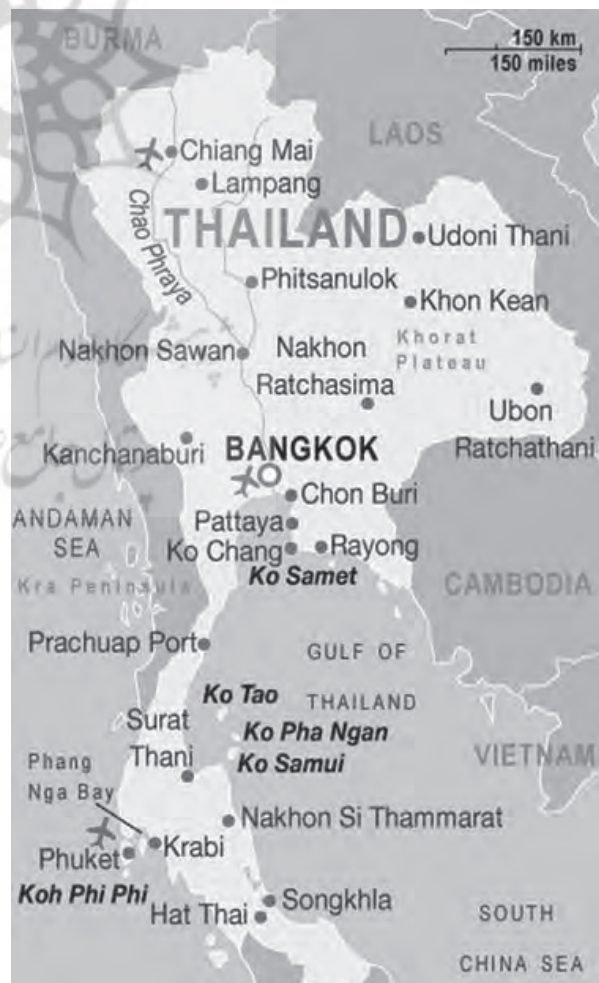 BURMA
150 km
150 miles
LAOS
Chiang Mai
Lampang
Chao Phraya
THAILAND
Udoni Thani
Phitsanulok
Khon Kean
Khorat
Plateau
Nakhon Sawan
Nakhon
Ratchasima
Ubon
Ratchathani
Kanchanaburi
BANGKOK
Chon Buri
ANDAMAN
SEA
Pattaya
Ko Chang
Rayong
Ko Samet
Kra Peninsula
CAMBODIA
Prachuap Port
GULF OF
THAILAND
Ko Tao
Ko Pha Ngan
Ko Samui
Surat
Thani
VIETNAM
Phang
Nga Bay
Nakhon Si Thammarat
Krabi
Phuket
Koh Phi Phi
Songkhla
Hat Thai
SOUTH
CHINA SEA